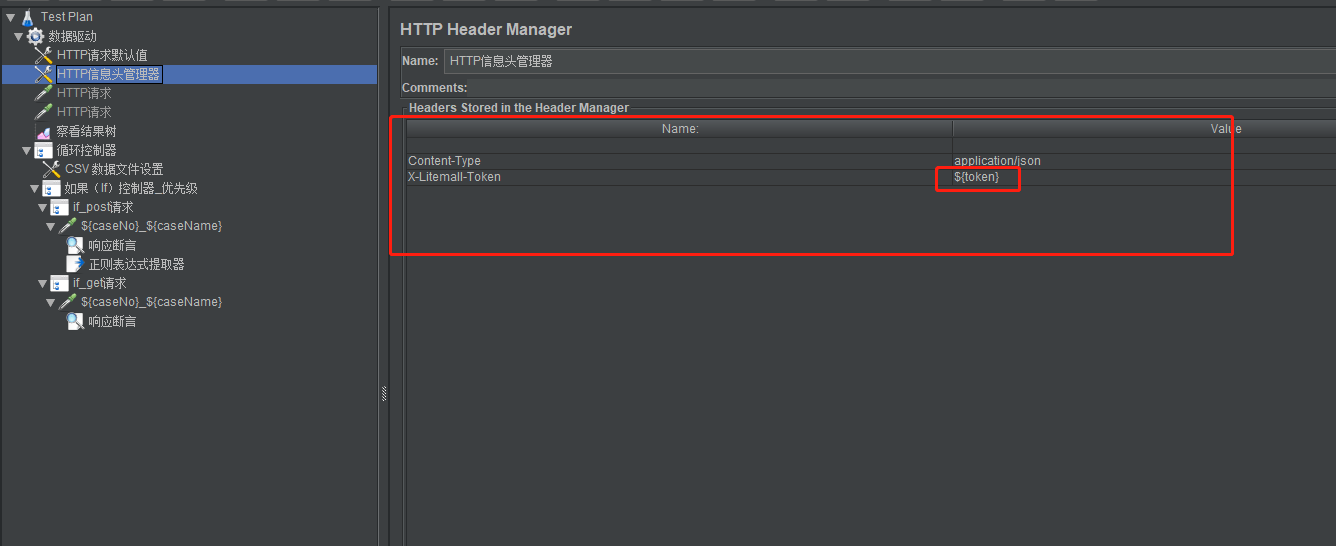 Test Plan
数据驱动
HTTP请求默认值
HTTP信息头管理器
HTTP请求
HTTP请求
察看结果树
循环控制器
CSV 数据文件设置
如果（If）控制器_优先级
if_post请求
${caseNo}_${caseName}
响应断言
正则表达式提取器
if_get请求
${caseNo}_${caseName}
响应断言
HTTP Header Manager
Name: HTTP信息头管理器
Comments:
Headers Stored in the Header Manager
Name: Value
Content-Type application/json
X-Litemall-Token ${token}